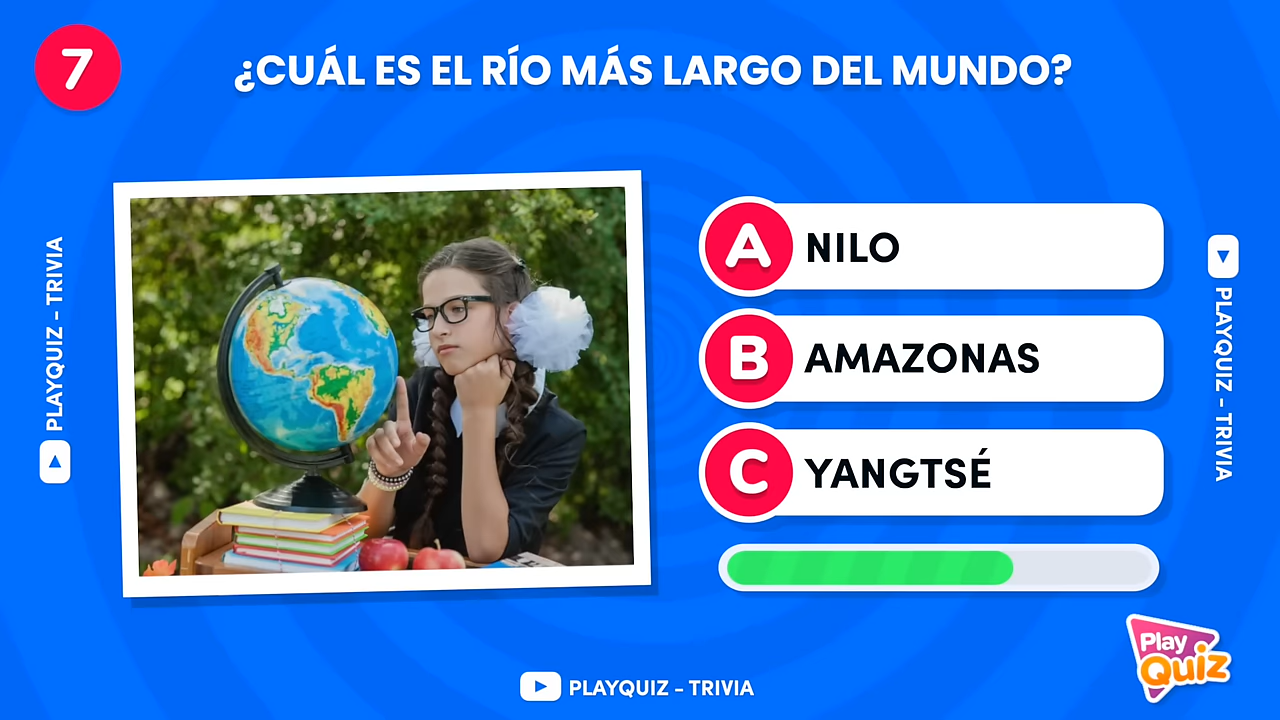 7
¿CUÁL ES EL RÍO MÁS LARGO DEL MUNDO?
PLAYQUIZ - TRIVIA
A
NILO
B
AMAZONAS
C
YANGTSÉ
PLAYQUIZ - TRIVIA
PLAYQUIZ - TRIVIA
Play
Quiz